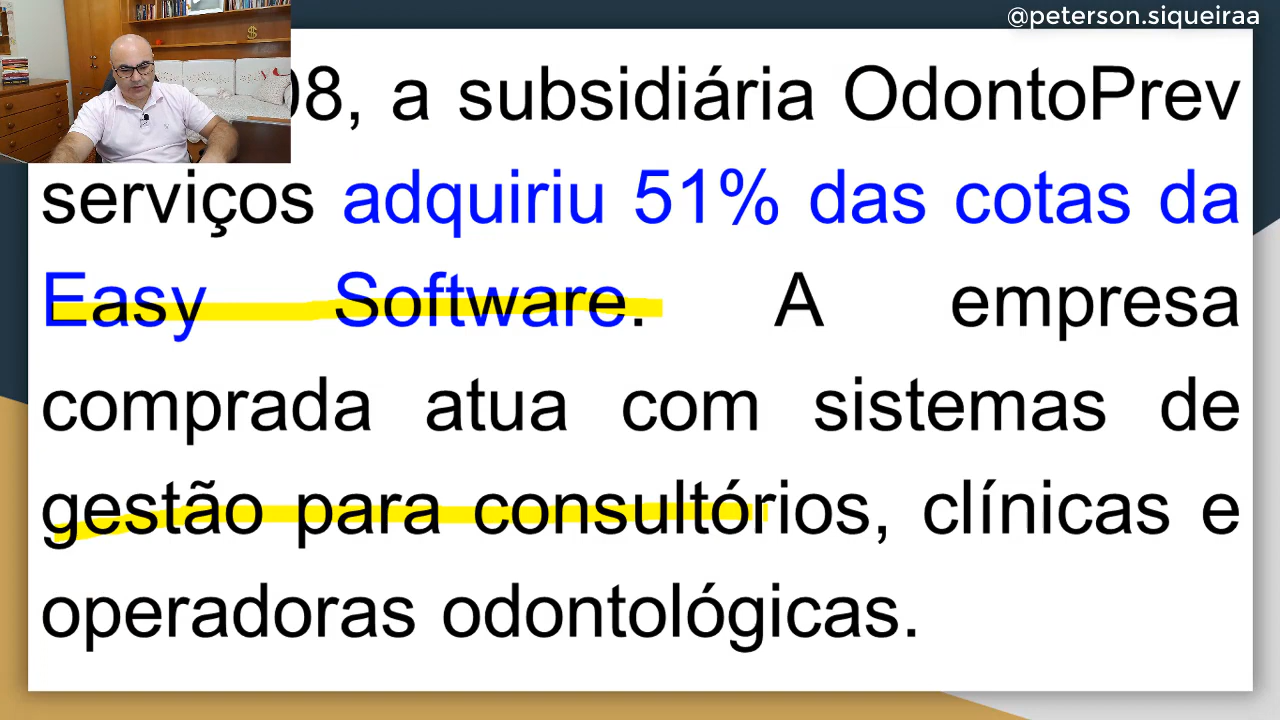 @peterson.siqueiraa
08, a subsidiária OdontoPrev
serviços adquiriu 51% das cotas da
Easy Software. A empresa
comprada atua com sistemas de
gestão para consultórios, clínicas e
operadoras odontológicas.